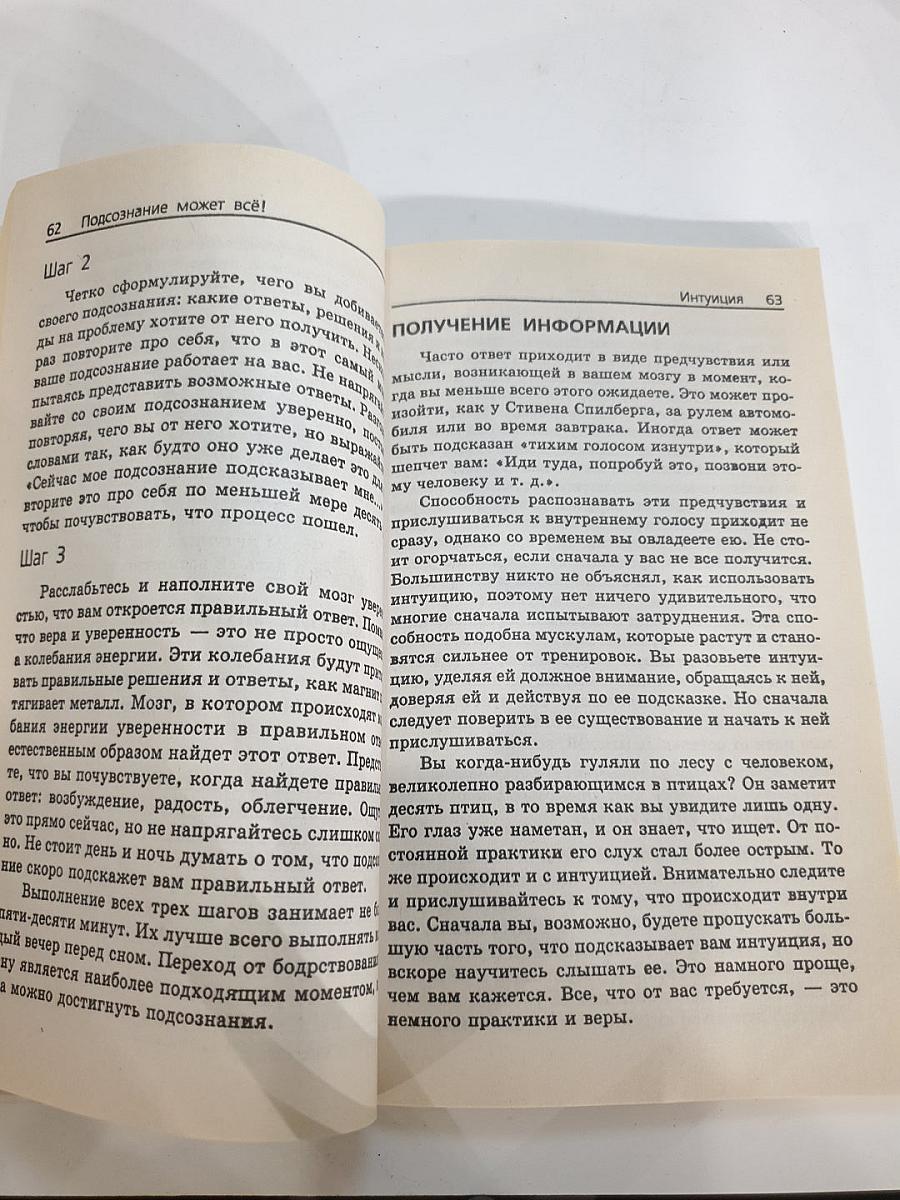 62 Подсознание может всё!
Шаг 2
Четко сформулируйте, чего вы
своего подсознания: какие ответы, решения и
ды на проблему хотите от него получить.
раз повторите про себя, что в этот самый
ваше подсознание работает на вас. Не
пытаясь представить возможные ответы.
вайте со своим подсознанием уверенно,
повторяя, чего вы от него хотите, но
словами так, как будто оно уже делает это
«Сейчас мое подсознание подсказывает мне...
вторите это про себя по меньшей мере
чтобы почувствовать, что процесс пошел.
Шаг 3
Расслабьтесь и наполните свой мозг
стью, что вам откроется правильный ответ.
что вера и уверенность — это не просто
а колебания энергии. Эти колебания будут
вать правильные решения и ответы, как магнит
тягивает металл. Мозг, в котором происходят
бания энергии уверенности в правильном
естественным образом найдет этот ответ.
те, что вы почувствуете, когда найдете
ответ: возбуждение, радость, облегчение.
это прямо сейчас, но не напрягайтесь слишком
но. Не стоит день и ночь думать о том, что
ние скоро подскажет вам правильный ответ.
Выполнение всех трех шагов занимает не
пяти-десяти минут. Их лучше всего выполнять
дый вечер перед сном. Переход от
ну является наиболее подходящим моментом,
а можно достигнуть подсознания.
Интуиция 63
ПОЛУЧЕНИЕ ИНФОРМАЦИИ
Часто ответ приходит в виде предчувствия или
мысли, возникающей в вашем мозгу в момент, ко-
гда вы меньше всего этого ожидаете. Это может про-
изойти, как у Стивена Спилберга, за рулем автомо-
биля или во время завтрака. Иногда ответ может
быть подсказан «тихим голосом изнутри», который
шепчет вам: «Иди туда, попробуй это, позвони это-
му человеку и т. д.».
Способность распознавать эти предчувствия и
прислушиваться к внутреннему голосу приходит не
сразу, однако со временем вы овладеете ею. Не сто-
ит огорчаться, если сначала у вас не все получится.
Большинству никто не объяснял, как использовать
интуицию, поэтому нет ничего удивительного, что
многие сначала испытывают затруднения. Эта спо-
собность подобна мускулам, которые растут и стано-
вятся сильнее от тренировок. Вы разовьете интуи-
цию, уделяя ей должное внимание, обращаясь к ней,
доверяя ей и действуя по ее подсказке. Но сначала
следует поверить в ее существование и начать к ней
прислушиваться.
Вы когда-нибудь гуляли по лесу с человеком,
великолепно разбирающимся в птицах? Он заметит
десять птиц, в то время как вы увидите лишь одну.
Его глаз уже наметан, и он знает, что ищет. От по-
стоянной практики его слух стал более острым. То
же происходит и с интуицией. Внимательно следите
и прислушивайтесь к тому, что происходит внутри
вас. Сначала вы, возможно, будете пропускать боль-
шую часть того, что подсказывает вам интуиция, но
вскоре научитесь слышать ее. Это намного проще,
чем вам кажется. Все, что от вас требуется, — это
немного практики и веры.